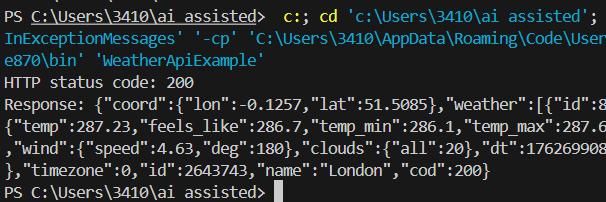 PS C:\Users\3410\ai assisted>  c:; cd 'c:\Users\3410\ai assisted';
InExceptionMessages' '-cp' 'C:\Users\3410\AppData\Roaming\Code\User
e870\bin' 'WeatherApiExample'
HTTP status code: 200
Response: {"coord":{"lon":-0.1257,"lat":51.5085},"weather":[{"id":8
{"temp":287.23,"feels_like":286.7,"temp_min":286.1,"temp_max":287.6
,"wind":{"speed":4.63,"deg":180},"clouds":{"all":20},"dt":176269908
},"timezone":0,"id":2643743,"name":"London","cod":200}
PS C:\Users\3410\ai assisted>